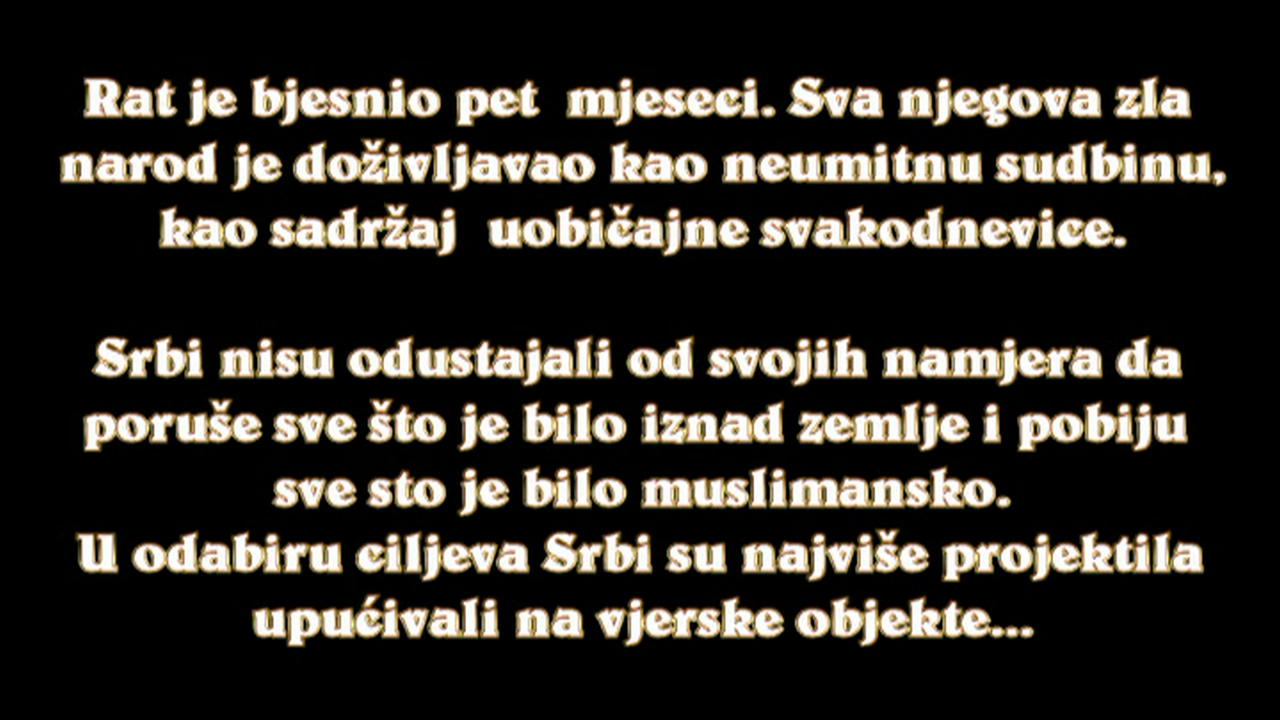 Rat je bjesnio pet mjeseci. Sva njegova zla
narod je doživljavao kao neumitnu sudbinu,
kao sadržaj uobičajne svakodnevice.
Srbi nisu odustajali od svojih namjera da
poruše sve što je bilo iznad zemlje i pobiju
sve sto je bilo muslimansko.
U odabiru ciljeva Srbi su najviše projektila
upućivali na vjerske objekte...